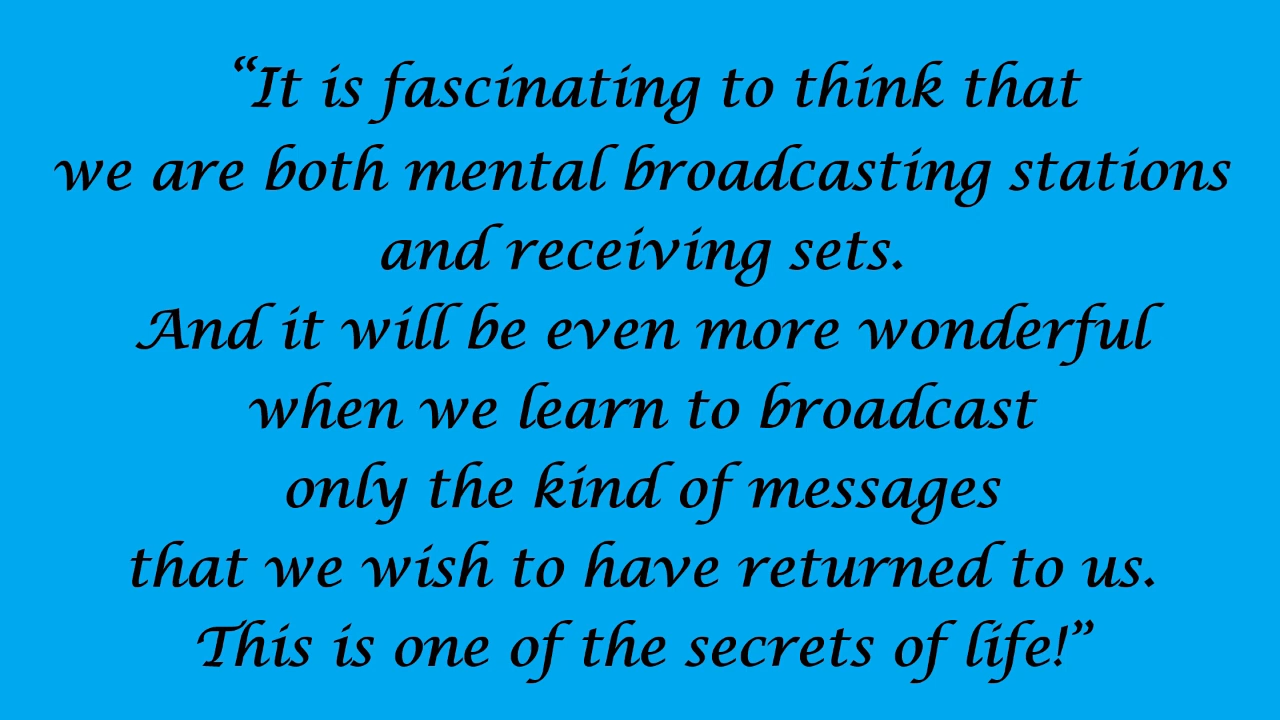 “It is fascinating to think that
we are both mental broadcasting stations
and receiving sets.
And it will be even more wonderful
when we learn to broadcast
only the kind of messages
that we wish to have returned to us.
This is one of the secrets of life!”